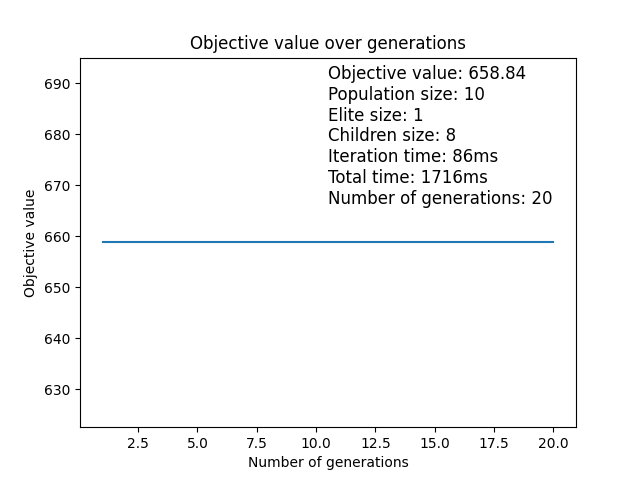 Objective value over generations
Objective value: 658.84
Population size: 10
Elite size: 1
Children size: 8
Iteration time: 86ms
Total time: 1716ms
Number of generations: 20
Objective value
690
680
670
660
650
640
630
2.5 5.0 7.5 10.0 12.5 15.0 17.5 20.0
Number of generations